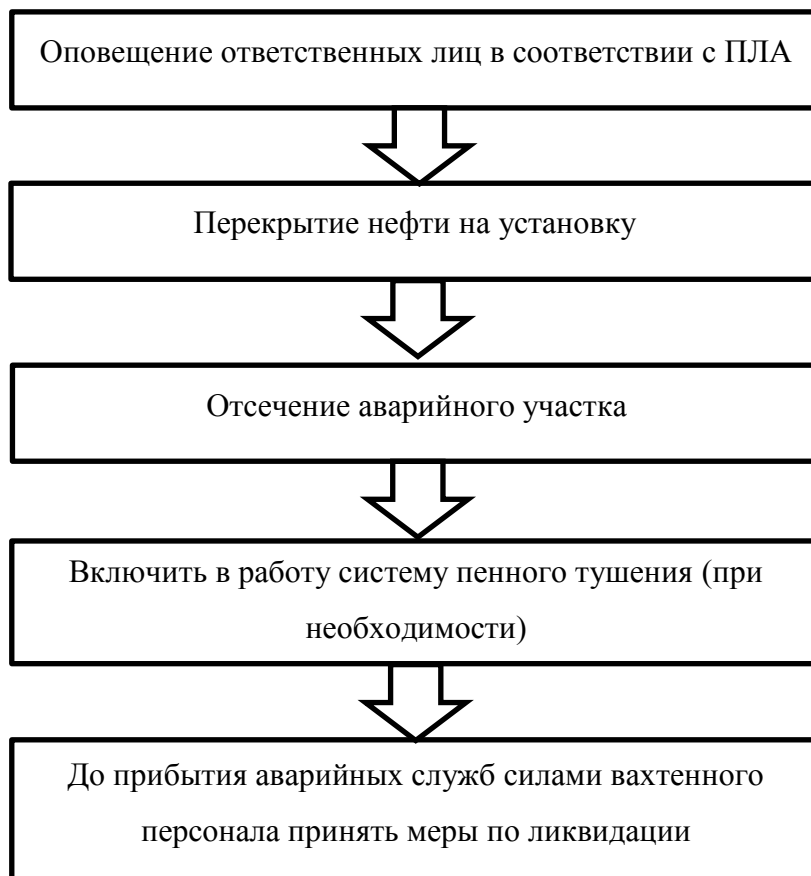 Оповещение ответственных лиц в соответствии с ПЛА
Перекрытие нефти на установку
Отсечение аварийного участка
Включить в работу систему пенного тушения (при
необходимости)
До прибытия аварийных служб силами вахтенного
персонала принять меры по ликвидации